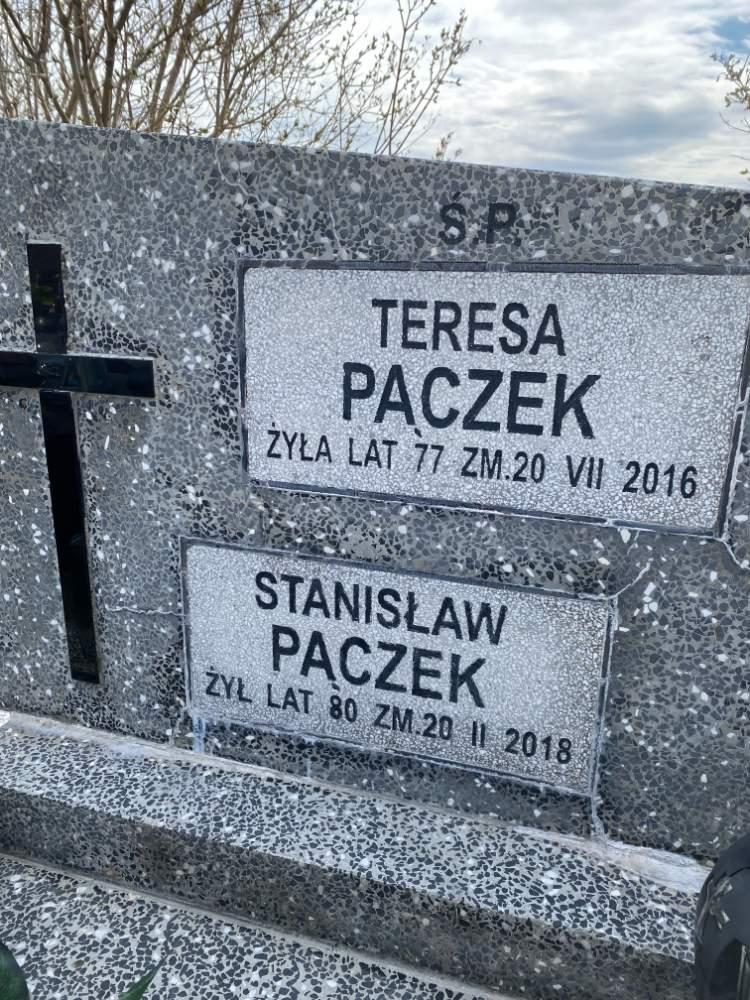 Ś.P.
TERESA
PĄCZEK
ŻYŁA LAT 77 ZM.20 VII 2016
STANISŁAW
PĄCZEK
ŻYŁ LAT 80 ZM.20 II 2018